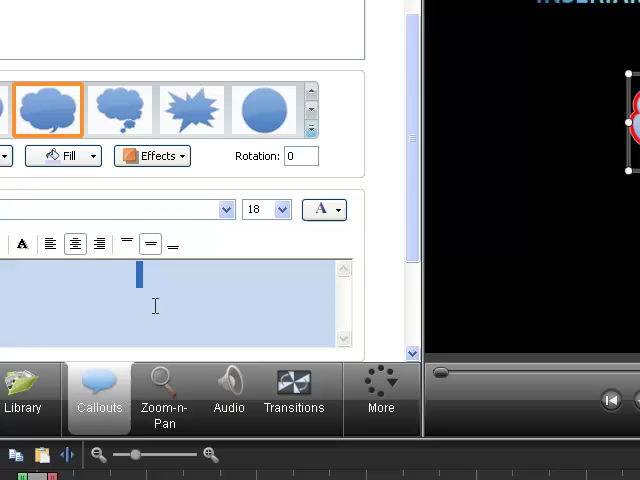 Fill
Effects
Rotation: 0
18
A
A
Library
Callouts
Zoom-n-
Pan
Audio
Transitions
More